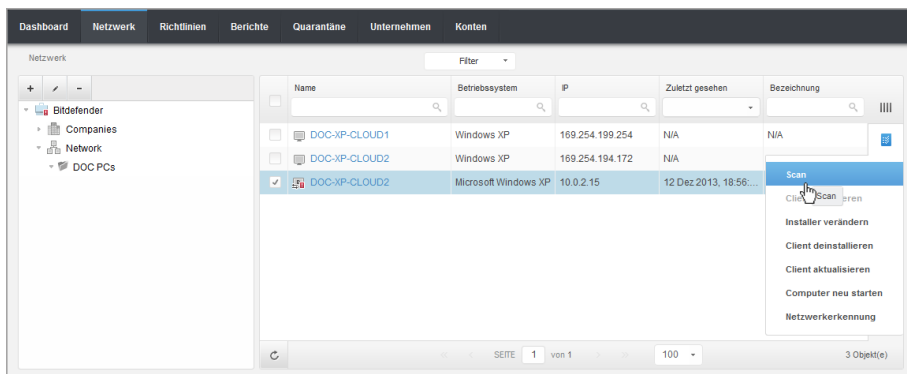 Dashboard Netzwerk Richtlinien Berichte Quarantäne Unternehmen Konten
Netzwerk
Filter
Bitdefender
Companies
Network
DOC PCs
Name Betriebssystem IP Zuletzt gesehen Bezeichnung
DOC-XP-CLOUD1 Windows XP 169.254.199.254 N/A N/A
DOC-XP-CLOUD2 Windows XP 169.254.194.172 N/A
DOC-XP-CLOUD2 Microsoft Windows XP 10.0.2.15 12 Dez 2013, 18:56:...
Scan
Scan
Installer verändern
Client deinstallieren
Client aktualisieren
Computer neu starten
Netzwerkerkennung
SEITE 1 von 1 100 3 Objekt(e)